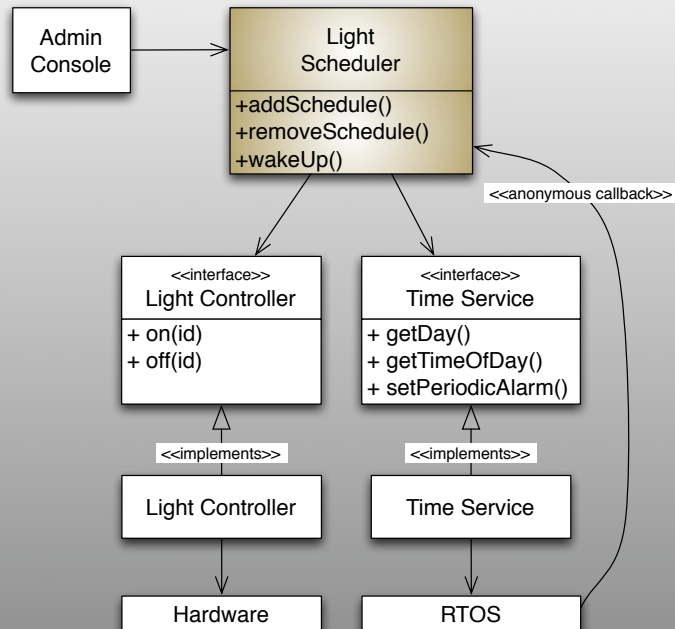 Admin
Console
Light
Scheduler
+addSchedule()
+removeSchedule()
+wakeUp()
<<anonymous callback>>
<<interface>>
Light Controller
+ on(id)
+ off(id)
<<interface>>
Time Service
+ getDay()
+ getTimeOfDay()
+ setPeriodicAlarm()
<<implements>>
<<implements>>
Light Controller
Time Service
Hardware
RTOS